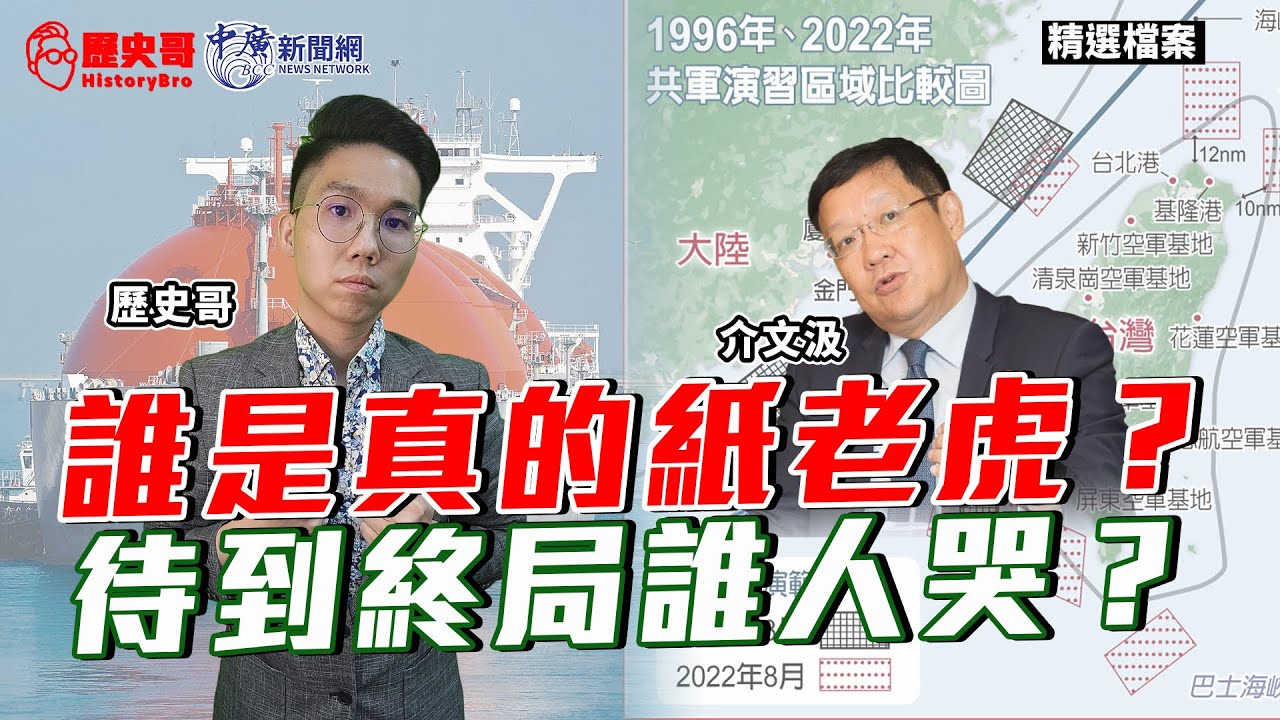 歷史哥
HistoryBro
中廣
BCC
新聞網
NEWS NETWORK
1996年、2022年
共軍演習區域比較圖
精選檔案
台北港
12nm
基隆港
10nm
新竹空軍基地
大陸
金門
清泉崗空軍基地
台灣
花蓮空軍基
航空軍基
屏東空軍基地
歷史哥
介文汲
誰是真的紙老虎？
待到終局誰人哭？
2022年8月
巴士海峽